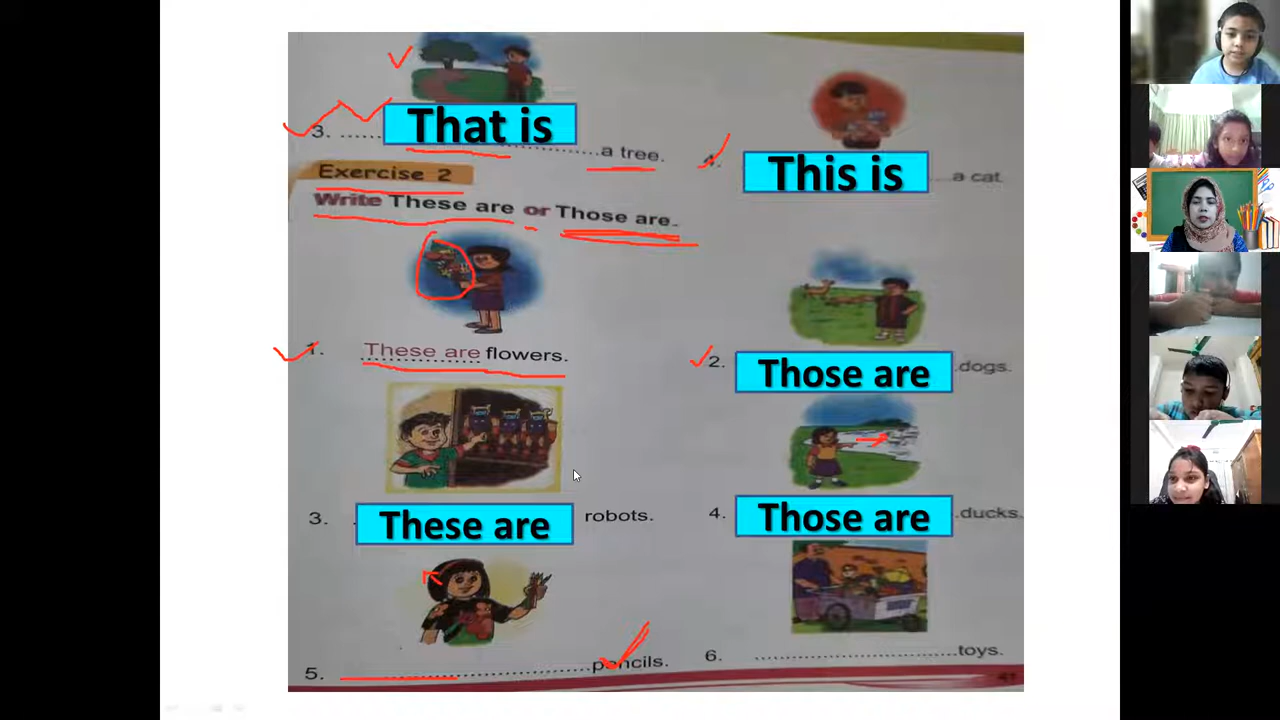 3. ...... That is ............a tree.
4. This is ....a cat.
Exercise 2
Write These are or Those are.
1. These are flowers.
2. Those are .dogs.
3. . These are robots.
4. Those are .ducks.
5. ................................pencils.
6. ................................toys.